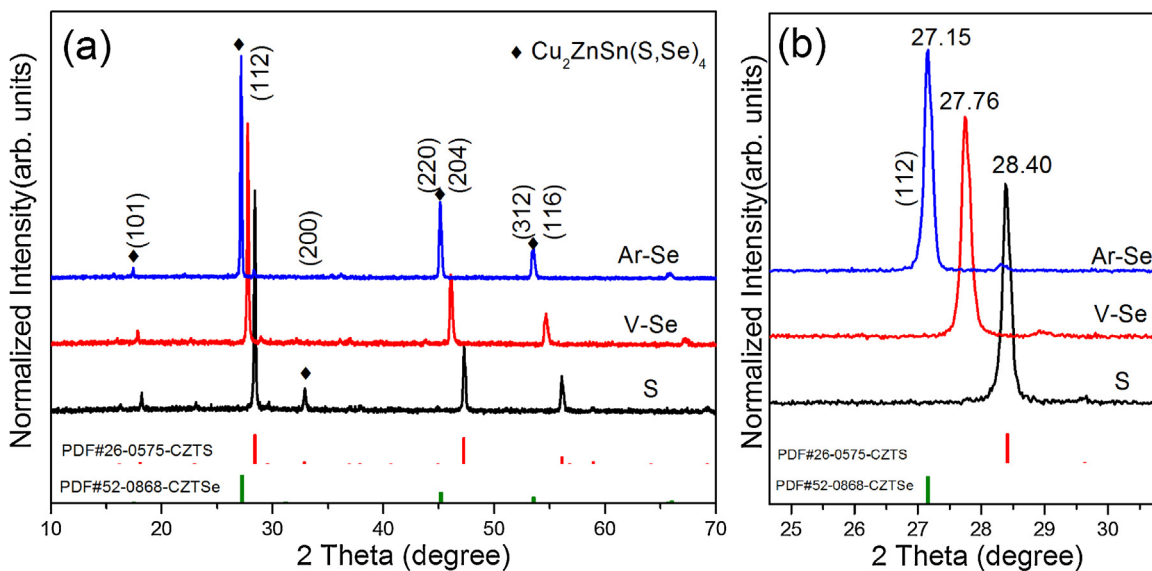 (a)
◆ Cu2ZnSn(S,Se)4
(112)
(101)
(200)
(220)
(204)
(312)
(116)
Ar-Se
V-Se
S
PDF#26-0575-CZTS
PDF#52-0868-CZTSe
10 20 30 40 50 60 70
2 Theta (degree)
Normalized Intensity(arb. units)
(b)
27.15
27.76
28.40
(112)
Ar-Se
V-Se
S
PDF#26-0575-CZTS
PDF#52-0868-CZTSe
25 26 27 28 29 30
2 Theta (degree)
Normalized Intensity(arb. units)